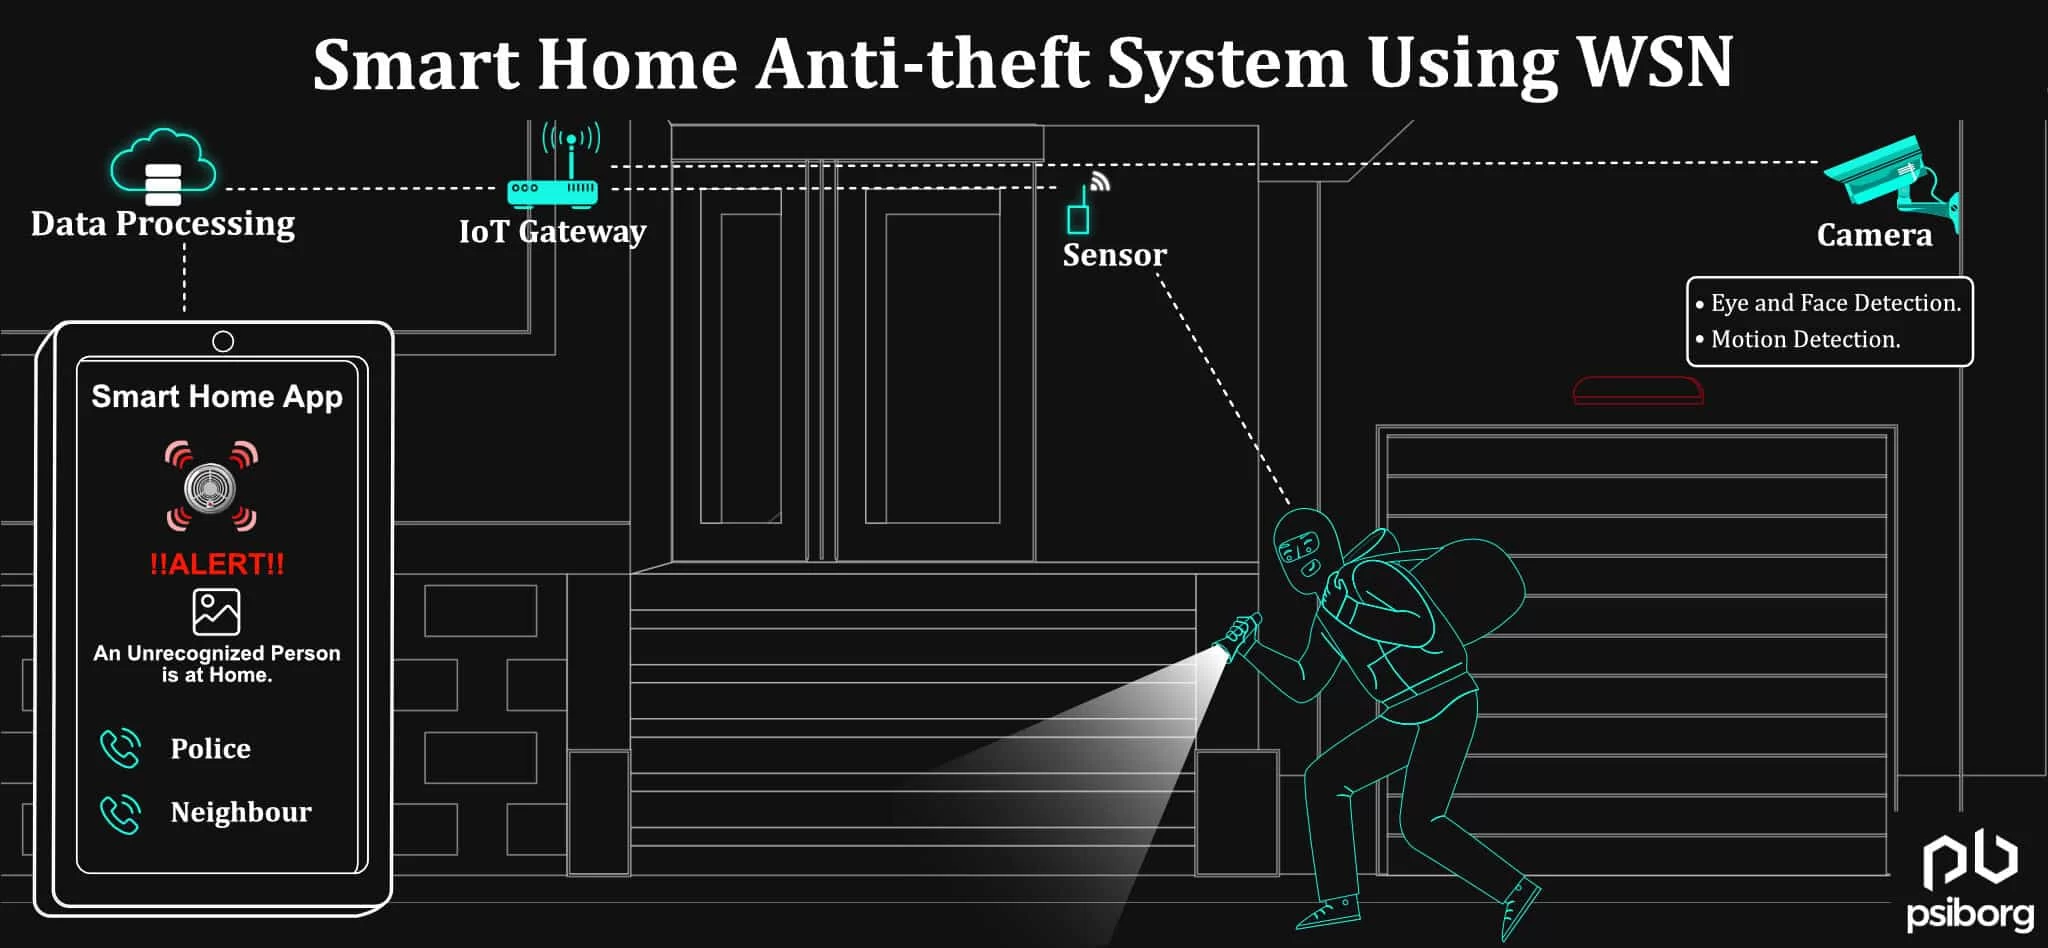 Smart Home Anti-theft System Using WSN
Data Processing
IoT Gateway
Sensor
Camera
• Eye and Face Detection.
• Motion Detection.
Smart Home App
!!ALERT!!
An Unrecognized Person
is at Home.
Police
Neighbour
pb
psiborg